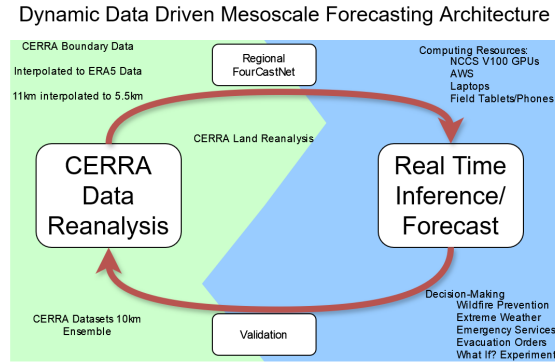 Dynamic Data Driven Mesoscale Forecasting Architecture
CERRA Boundary Data
Interpolated to ERA5 Data
11km interpolated to 5.5km
Regional
FourCastNet
Computing Resources:
NCCS V100 GPUs
AWS
Laptops
Field Tablets/Phones
CERRA Land Reanalysis
CERRA
Data
Reanalysis
Real Time
Inference/
Forecast
CERRA Datasets 10km
Ensemble
Validation
Decision-Making
Wildfire Prevention
Extreme Weather
Emergency Services
Evacuation Orders
What If? Experiment